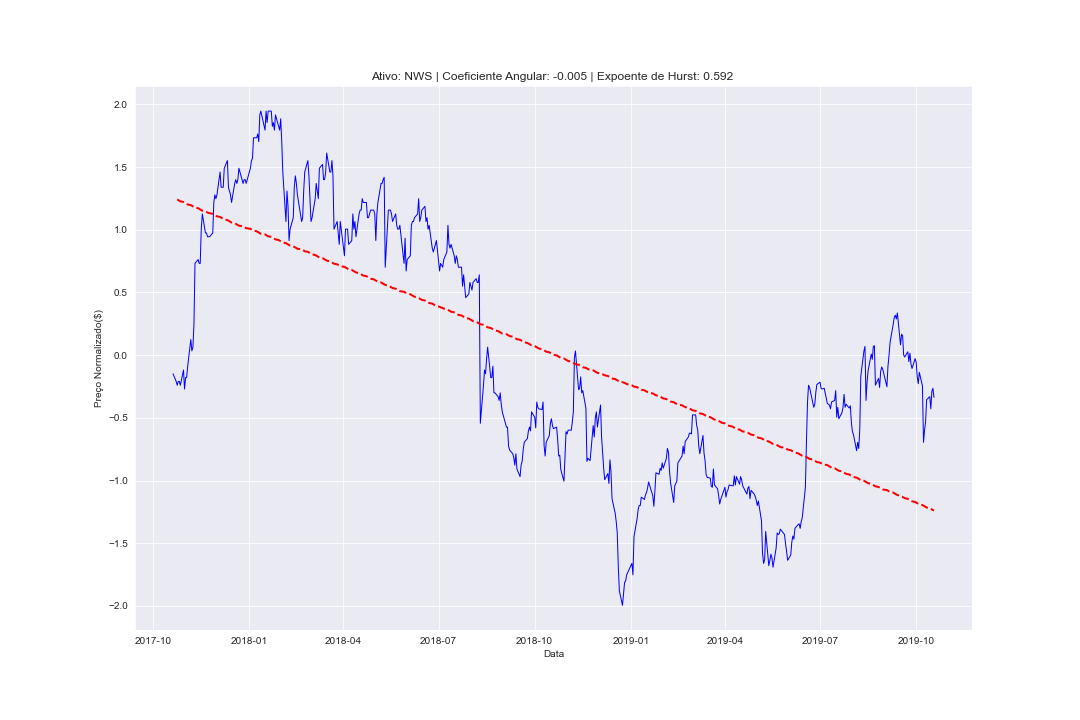 Ativo: NWS | Coeficiente Angular: -0.005 | Expoente de Hurst: 0.592
Preço Normalizado($)
2.0
1.5
1.0
0.5
0.0
−0.5
−1.0
−1.5
−2.0
2017-10 2018-01 2018-04 2018-07 2018-10 2019-01 2019-04 2019-07 2019-10
Data